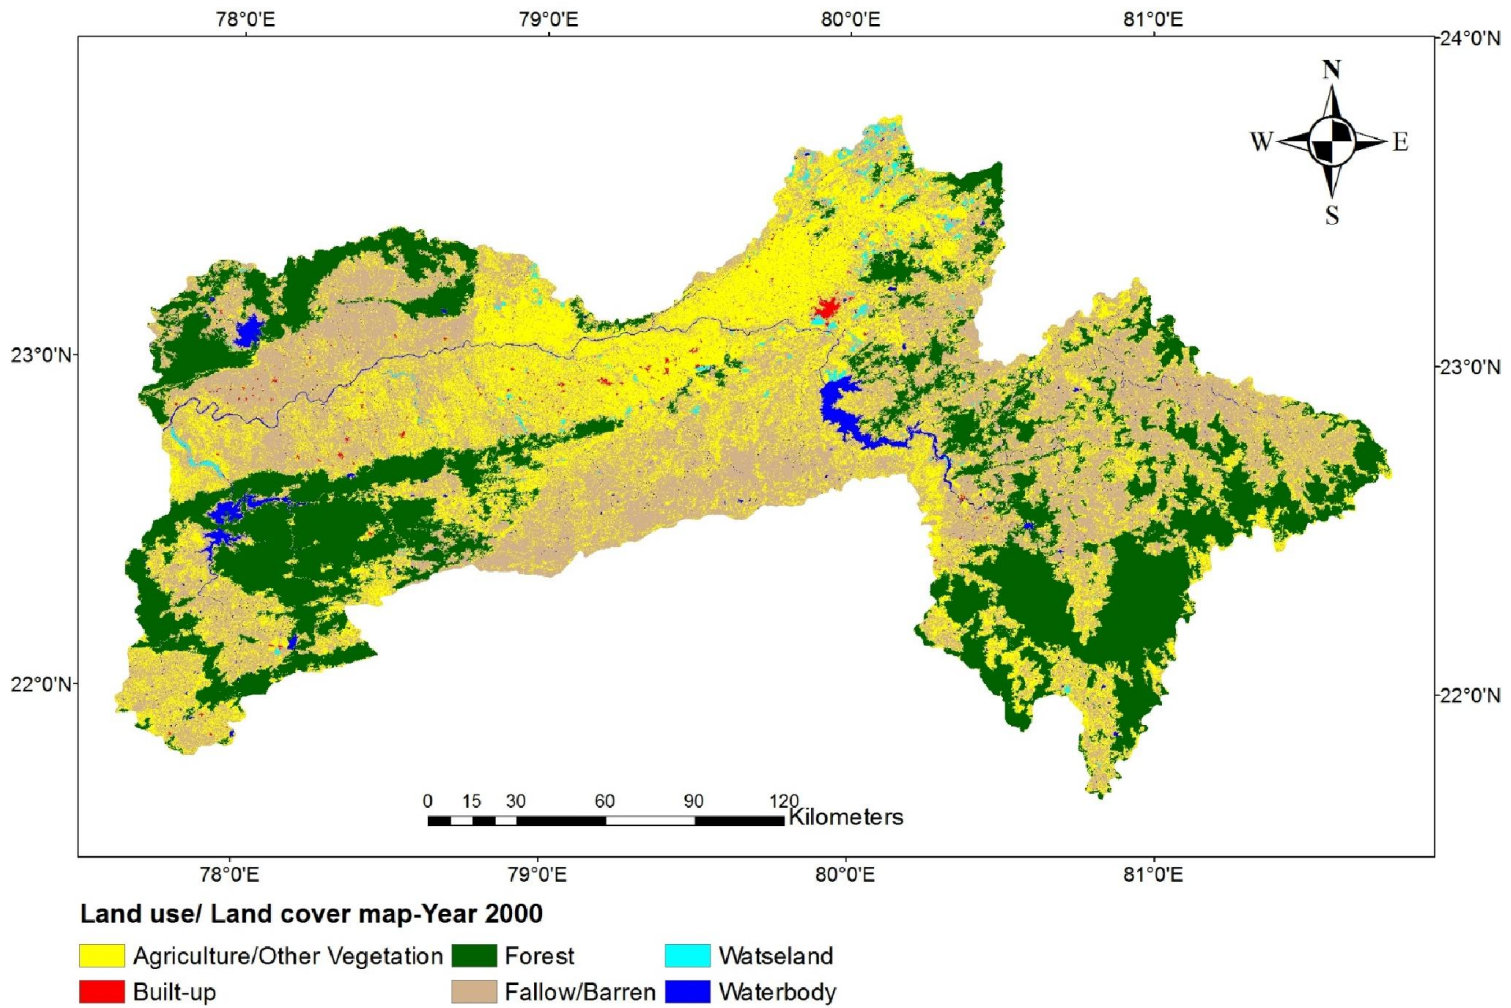 78°0'E 79°0'E 80°0'E 81°0'E
24°0'N
N
W E
S
23°0'N 23°0'N
22°0'N 22°0'N
0 15 30 60 90 120
Kilometers
78°0'E 79°0'E 80°0'E 81°0'E
Land use/ Land cover map-Year 2000
Agriculture/Other Vegetation Forest Watseland
Built-up Fallow/Barren Waterbody